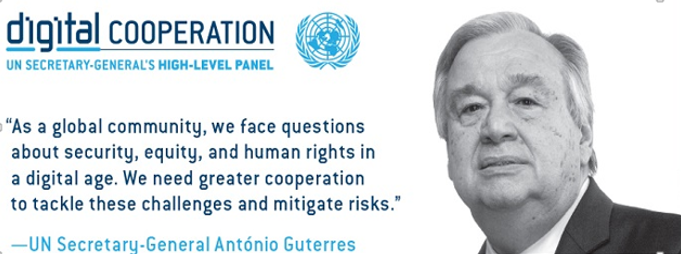 digital COOPERATION
UN SECRETARY-GENERAL'S HIGH-LEVEL PANEL
“As a global community, we face questions
about security, equity, and human rights in
a digital age. We need greater cooperation
to tackle these challenges and mitigate risks.”
—UN Secretary-General António Guterres